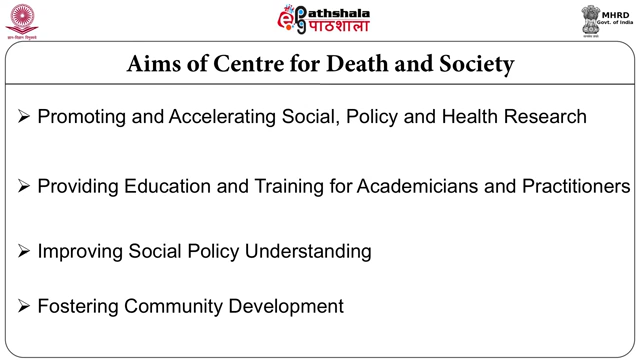 Pathshala
पाठशाला
MHRD
Govt. of India
Aims of Centre for Death and Society
➢ Promoting and Accelerating Social, Policy and Health Research
➢ Providing Education and Training for Academicians and Practitioners
➢ Improving Social Policy Understanding
➢ Fostering Community Development